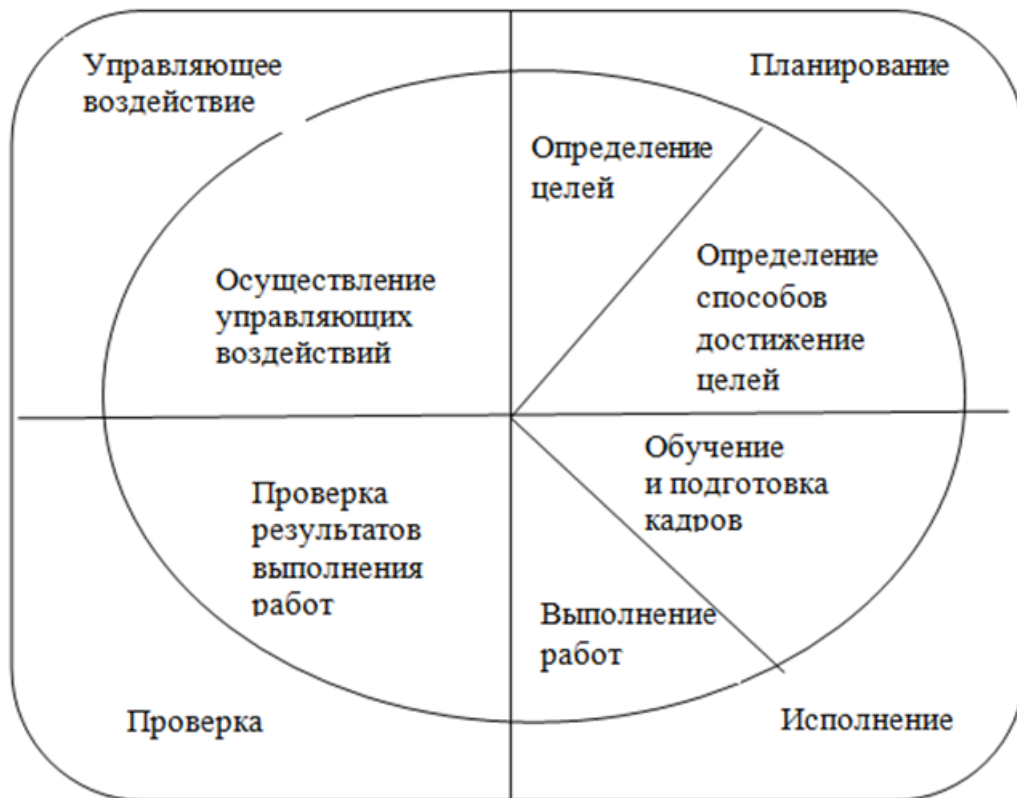 Управляющее
воздействие
Планирование
Определение
целей
Определение
способов
достижение
целей
Осуществление
управляющих
воздействий
Обучение
и подготовка
кадров
Проверка
результатов
выполнения
работ
Выполнение
работ
Проверка
Исполнение